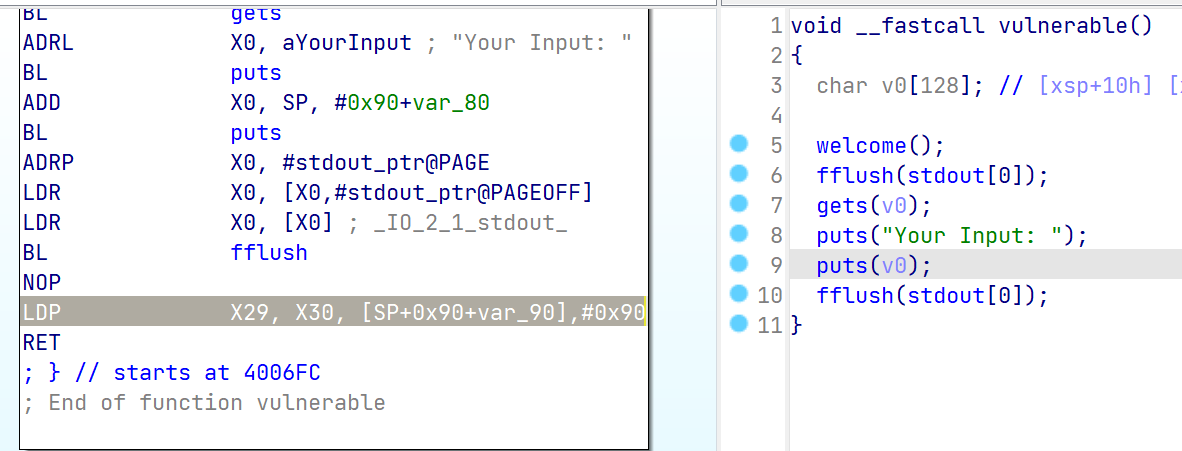 BL gets
ADRL X0, aYourInput ; "Your Input: "
BL puts
ADD X0, SP, #0x90+var_80
BL puts
ADRP X0, #stdout_ptr@PAGE
LDR X0, [X0,#stdout_ptr@PAGEOFF]
LDR X0, [X0] ; _IO_2_1_stdout_
BL fflush
NOP
LDP X29, X30, [SP+0x90+var_90],#0x90
RET
; } // starts at 4006FC
; End of function vulnerable
1 void __fastcall vulnerable()
2 {
3 char v0[128]; // [xsp+10h]
4
5 welcome();
6 fflush(stdout[0]);
7 gets(v0);
8 puts("Your Input: ");
9 puts(v0);
10 fflush(stdout[0]);
11 }